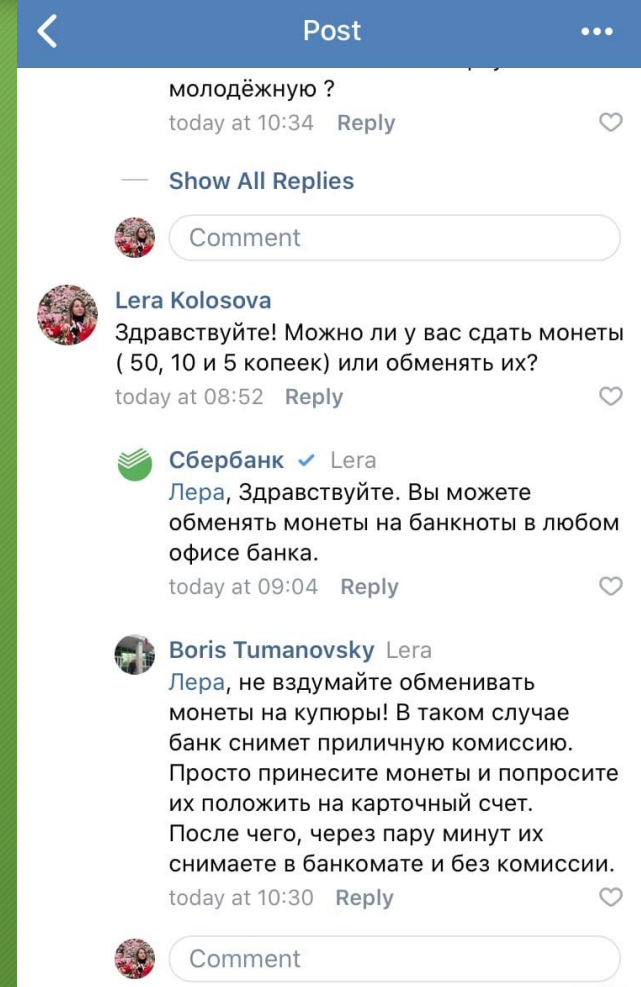 Post
молодёжную ?
today at 10:34 Reply
Show All Replies
Comment
Lera Kolosova
Здравствуйте! Можно ли у вас сдать монеты
( 50, 10 и 5 копеек) или обменять их?
today at 08:52 Reply
Сбербанк Lera
Лера, Здравствуйте. Вы можете
обменять монеты на банкноты в любом
офисе банка.
today at 09:04 Reply
Boris Tumanovsky Lera
Лера, не вздумайте обменивать
монеты на купюры! В таком случае
банк снимет приличную комиссию.
Просто принесите монеты и попросите
их положить на карточный счет.
После чего, через пару минут их
снимаете в банкомате и без комиссии.
today at 10:30 Reply
Comment